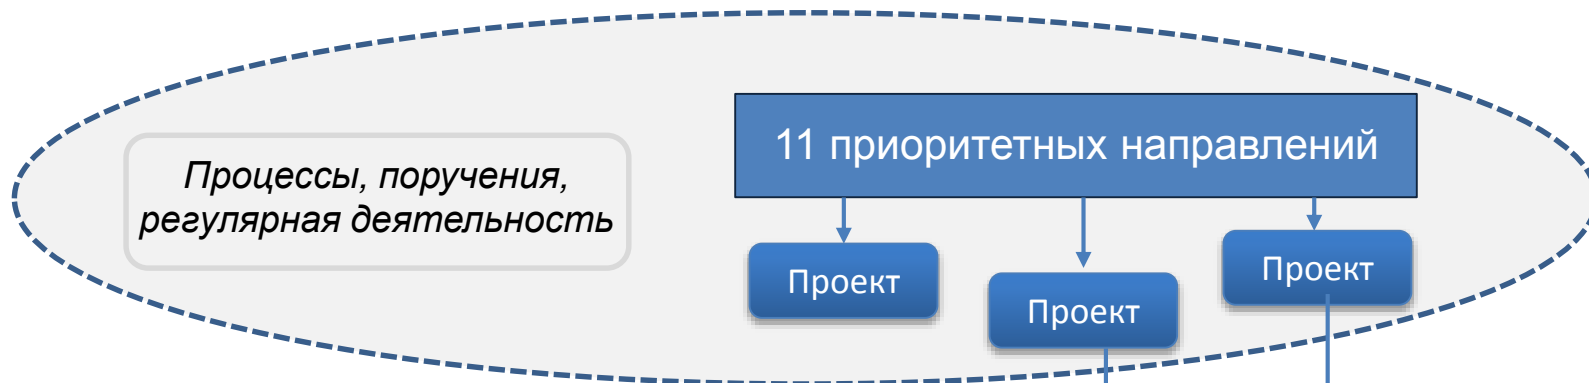 11 приоритетных направлений
Процессы, поручения,
регулярная деятельность
Проект
Проект
Проект